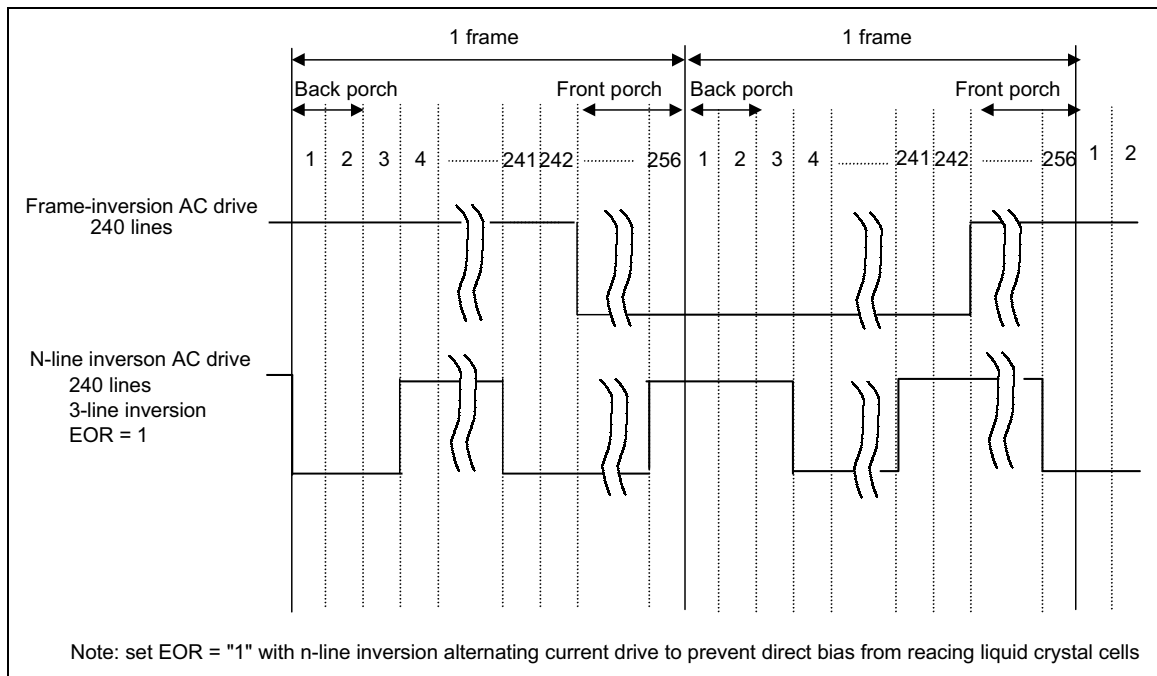 1 frame 1 frame
Back porch Front porch Back porch Front porch
1 2 3 4 .......... 241 242 .......... 256 1 2 3 4 .......... 241 242 .......... 256 1 2
Frame-inversion AC drive
240 lines
N-line inverson AC drive
240 lines
3-line inversion
EOR = 1
Note: set EOR = "1" with n-line inversion alternating current drive to prevent direct bias from reacing liquid crystal cells